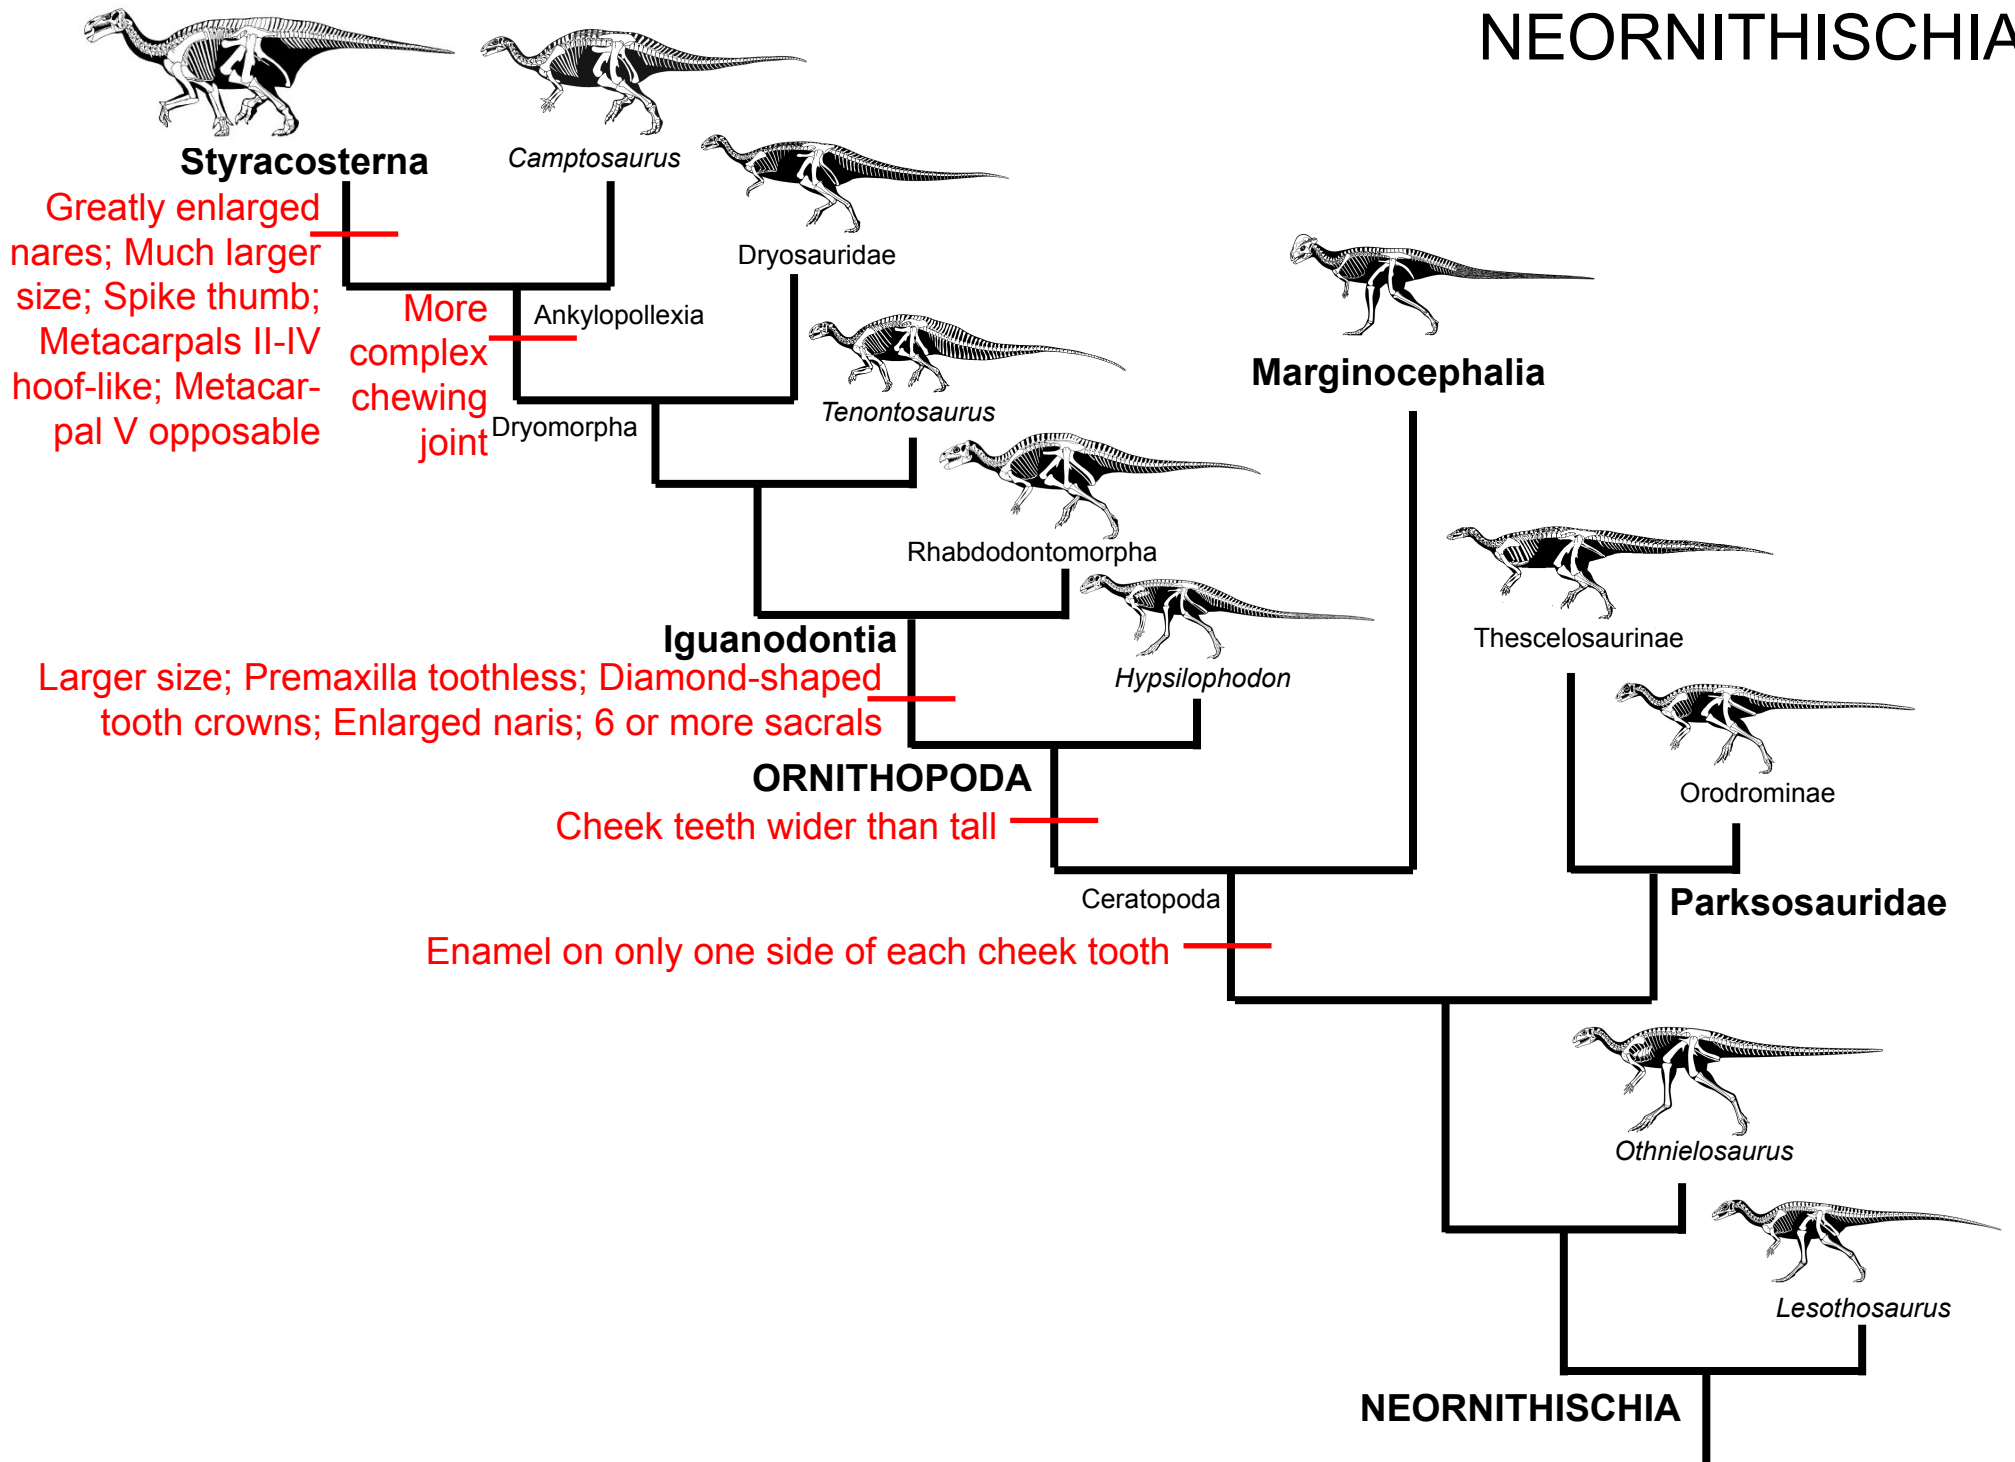 NEORNITHISCHIA
Styracosterna
Camptosaurus
Greatly enlarged
nares; Much larger
size; Spike thumb;
Metacarpals II-IV
hoof-like; Metacar-
pal V opposable
Dryosauridae
Ankylopollexia
More
complex
chewing
joint
Dryomorpha
Tenontosaurus
Marginocephalia
Rhabdodontomorpha
Iguanodontia
Larger size; Premaxilla toothless; Diamond-shaped
tooth crowns; Enlarged naris; 6 or more sacrals
Hypsilophodon
Thescelosaurinae
ORNITHOPODA
Cheek teeth wider than tall
Orodrominae
Ceratopoda
Parksosauridae
Enamel on only one side of each cheek tooth
Othnielosaurus
Lesothosaurus
NEORNITHISCHIA